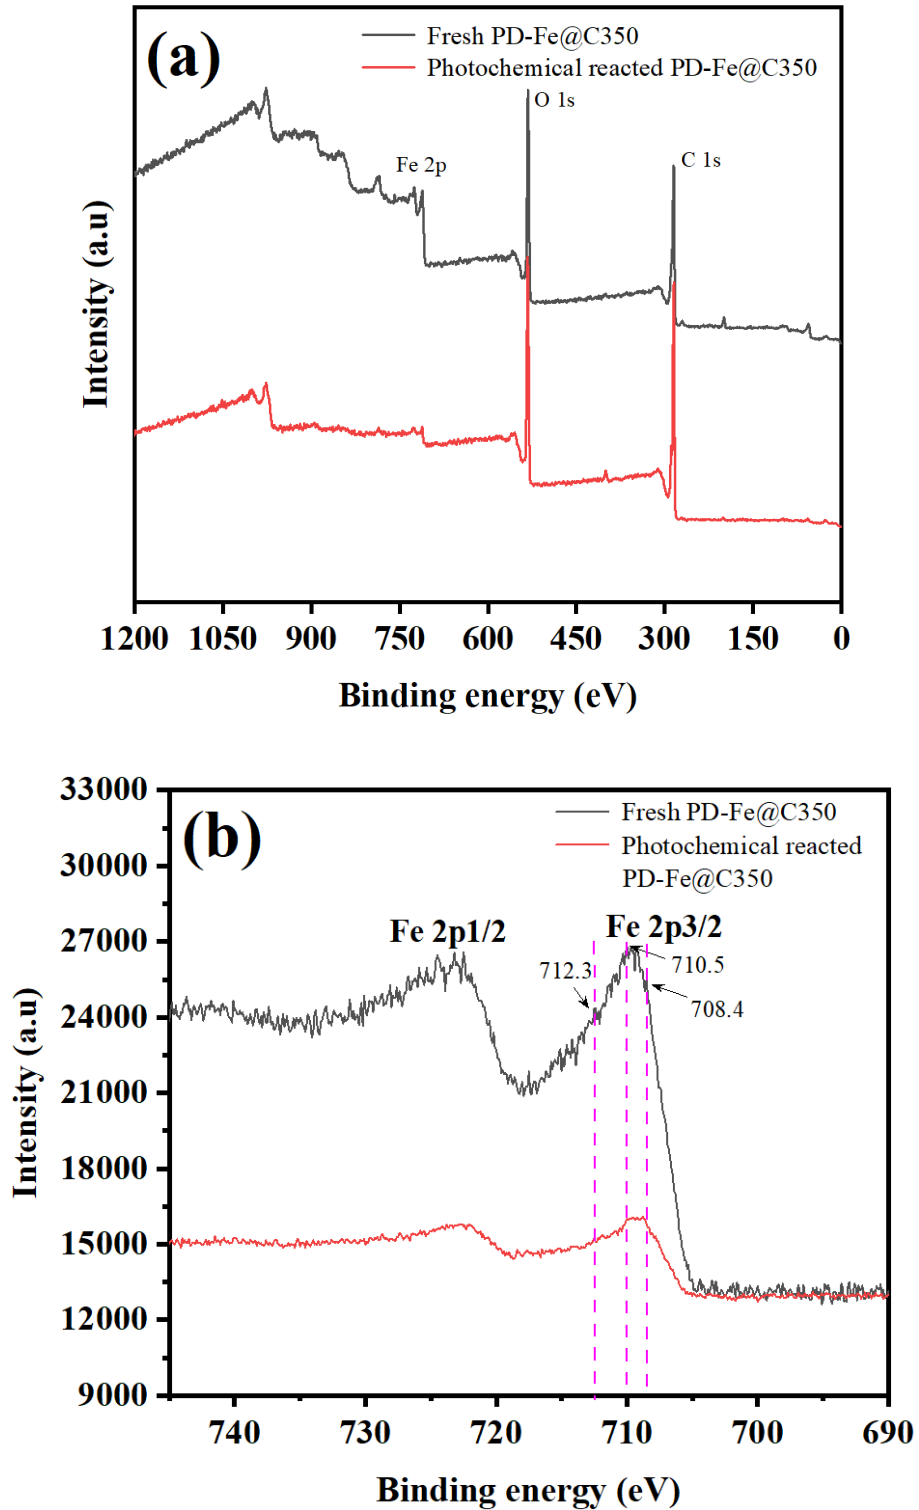 (a)
Fresh PD-Fe@C350
Photochemical reacted PD-Fe@C350
O 1s
Fe 2p
C 1s
Intensity (a.u)
1200 1050 900 750 600 450 300 150 0
Binding energy (eV)
(b)
Fresh PD-Fe@C350
Photochemical reacted
PD-Fe@C350
Fe 2p1/2
Fe 2p3/2
712.3
710.5
708.4
33000
30000
27000
24000
21000
18000
15000
12000
9000
Intensity (a.u)
740 730 720 710 700 690
Binding energy (eV)